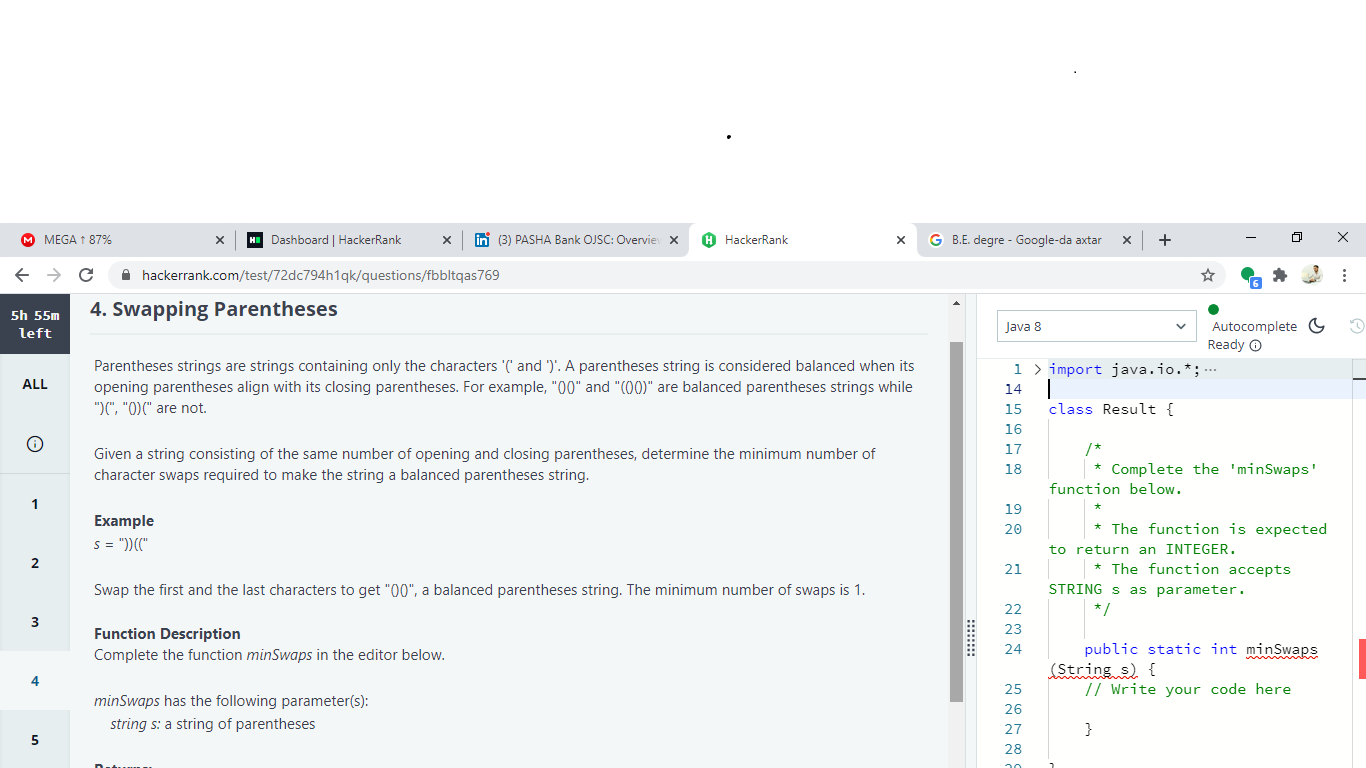 MEGA ↑ 87%
Dashboard | HackerRank
(3) PASHA Bank OJSC: Overvie
HackerRank
B.E. degre - Google-da axtar
hackerrank.com/test/72dc794h1qk/questions/fbbltqas769
6
5h 55m
left
ALL
1
2
3
4
5
4. Swapping Parentheses
Parentheses strings are strings containing only the characters '(' and ')'. A parentheses string is considered balanced when its
opening parentheses align with its closing parentheses. For example, "()()" and "(()())" are balanced parentheses strings while
")(", "())(" are not.
Given a string consisting of the same number of opening and closing parentheses, determine the minimum number of
character swaps required to make the string a balanced parentheses string.
Example
s = "))(("
Swap the first and the last characters to get "()()", a balanced parentheses string. The minimum number of swaps is 1.
Function Description
Complete the function minSwaps in the editor below.
minSwaps has the following parameter(s):
string s: a string of parentheses
Returns:
Java 8
Autocomplete
Ready
1 import java.io.*; ···
14
15 class Result {
16
17 /*
18 * Complete the 'minSwaps'
function below.
19 *
20 * The function is expected
to return an INTEGER.
21 * The function accepts
STRING s as parameter.
22 */
23
24 public static int minSwaps
(String s) {
25 // Write your code here
26
27 }
28
29 }